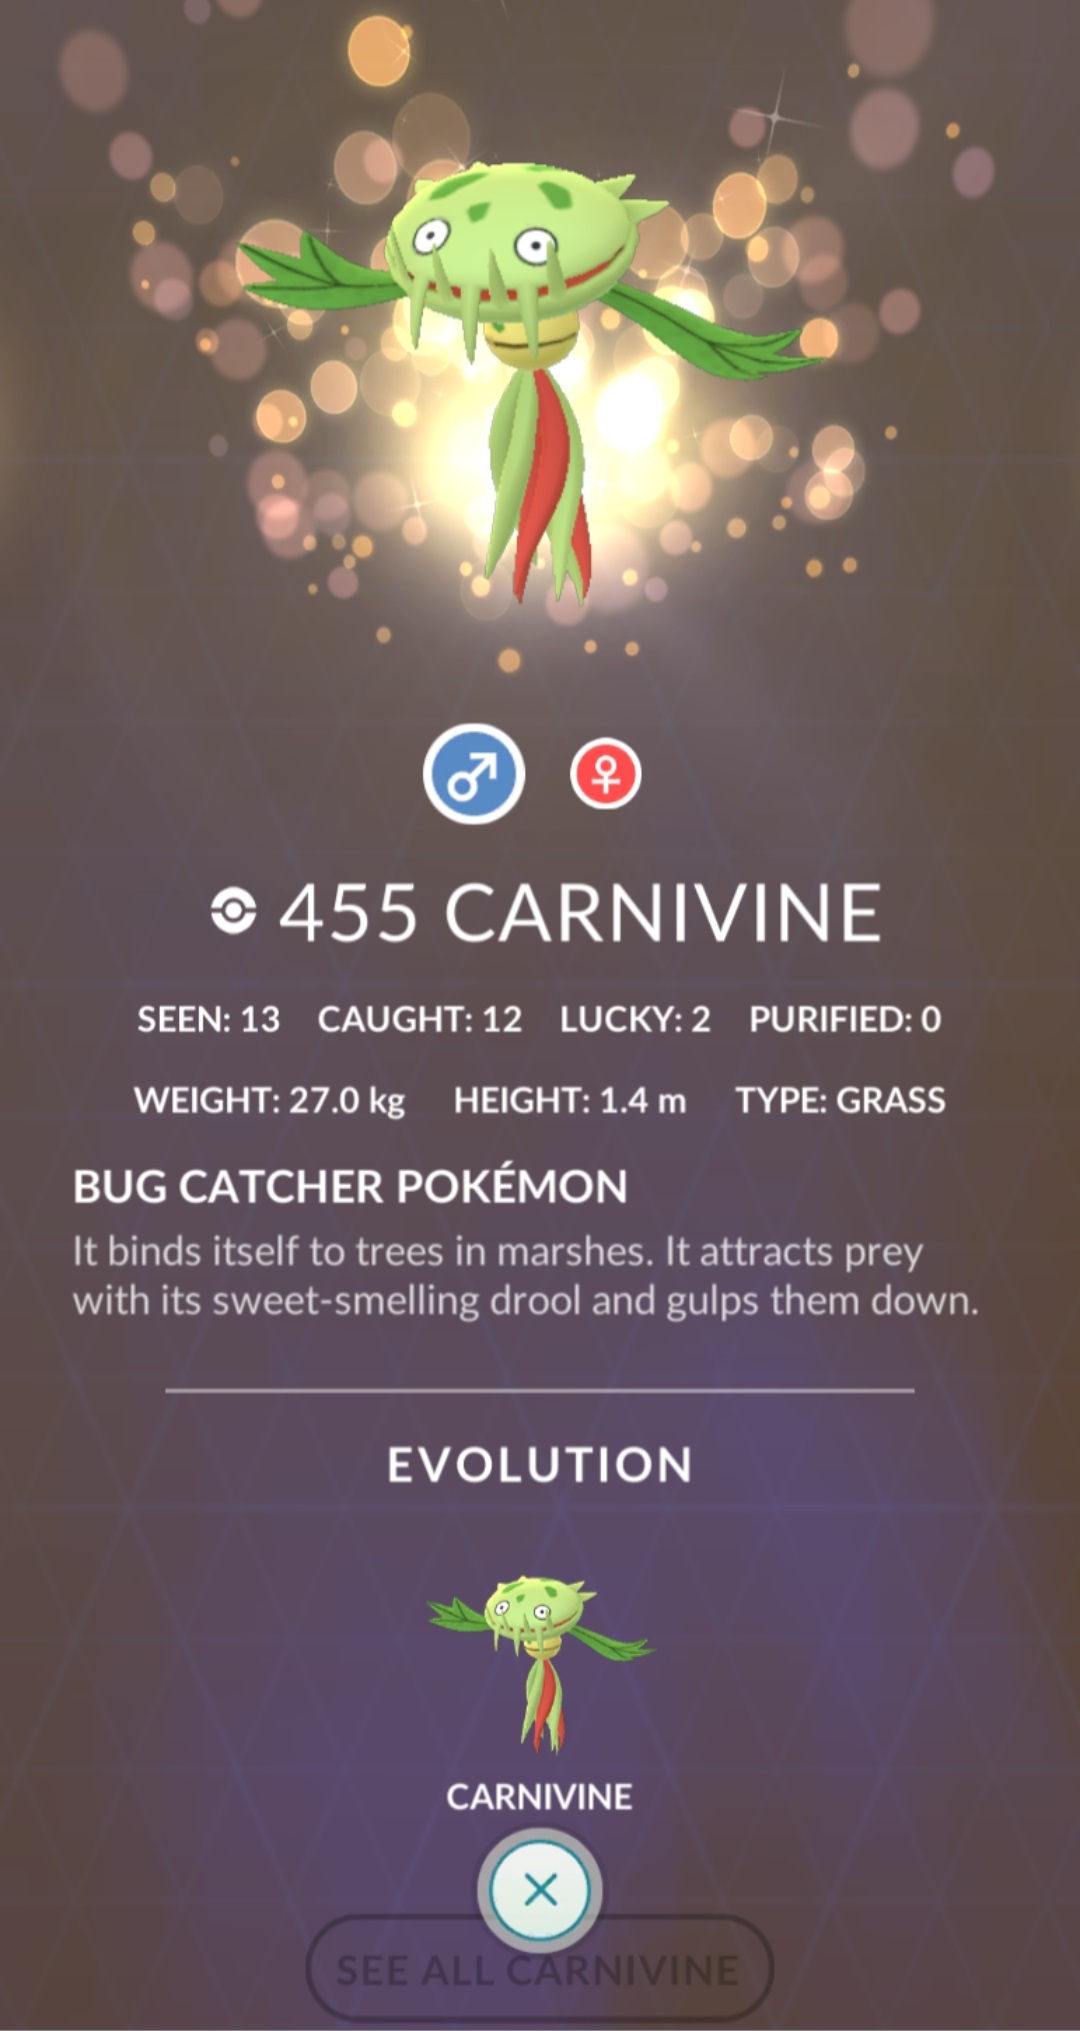 455 CARNIVINE
SEEN: 13 CAUGHT: 12 LUCKY: 2 PURIFIED: 0
WEIGHT: 27.0 kg HEIGHT: 1.4 m TYPE: GRASS
BUG CATCHER POKÉMON
It binds itself to trees in marshes. It attracts prey
with its sweet-smelling drool and gulps them down.
EVOLUTION
CARNIVINE
SEE ALL CARNIVINE